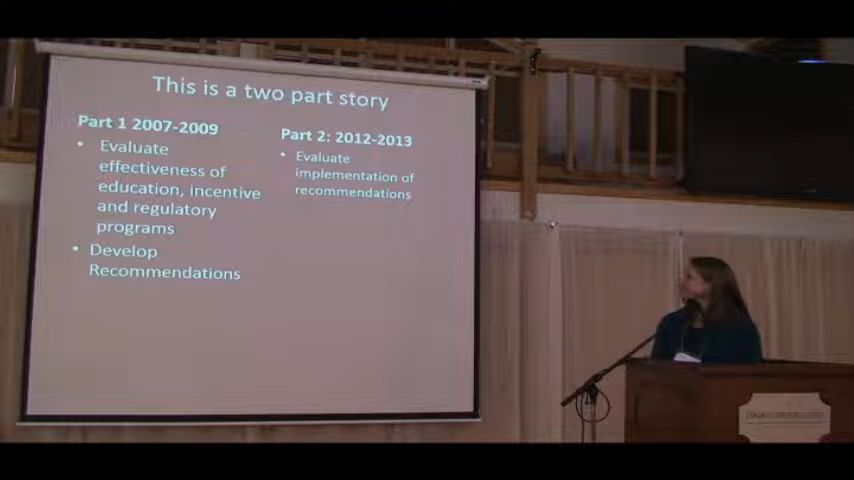 This is a two part story
Part 1 2007-2009
• Evaluate
effectiveness of
education, incentive
and regulatory
programs
• Develop
Recommendations
Part 2: 2012-2013
• Evaluate
implementation of
recommendations